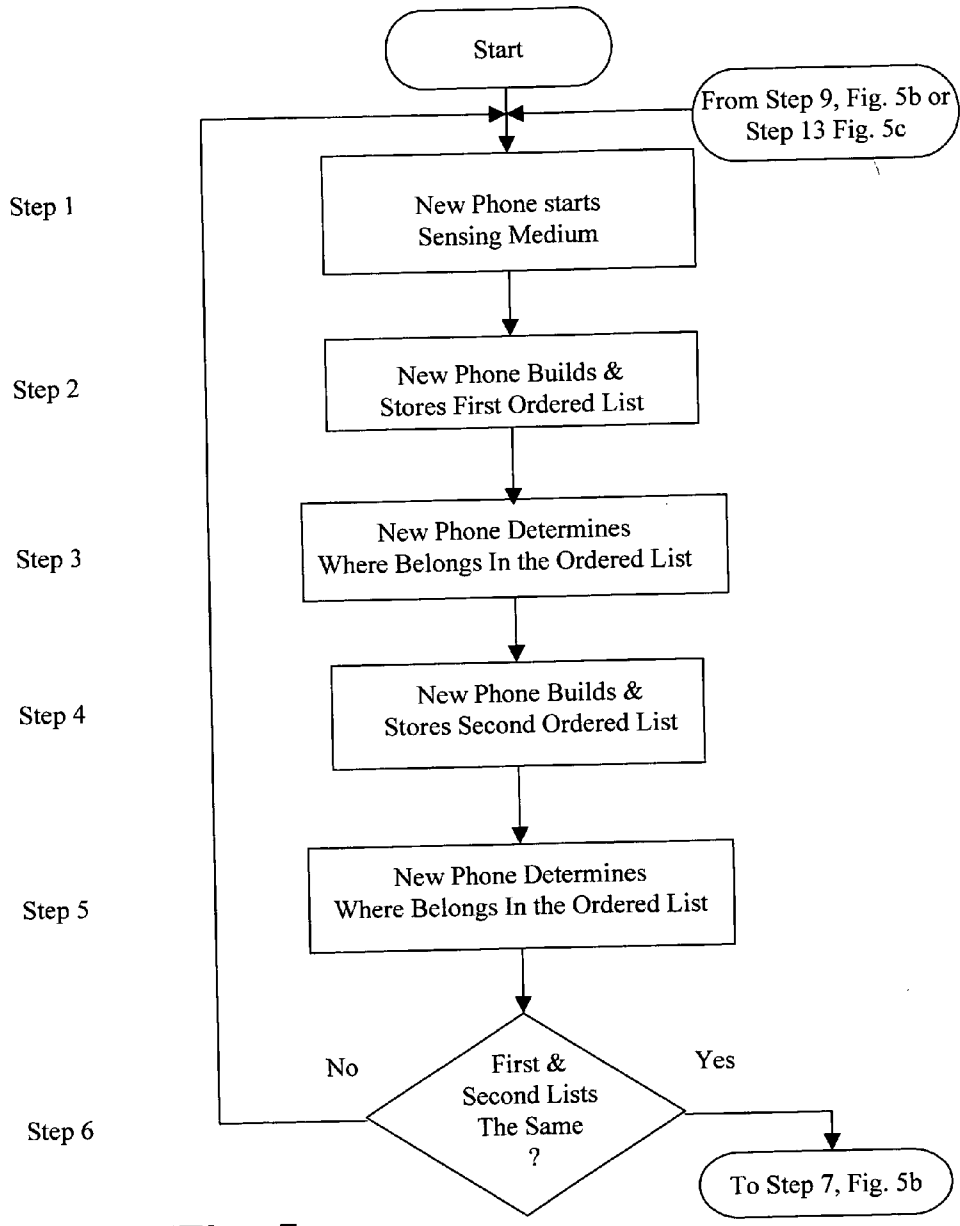 Start
From Step 9, Fig. 5b or
Step 13 Fig. 5c
Step 1
New Phone starts
Sensing Medium
Step 2
New Phone Builds &
Stores First Ordered List
Step 3
New Phone Determines
Where Belongs In the Ordered List
Step 4
New Phone Builds &
Stores Second Ordered List
Step 5
New Phone Determines
Where Belongs In the Ordered List
No
First &
Second Lists
The Same
?
Yes
Step 6
To Step 7, Fig. 5b